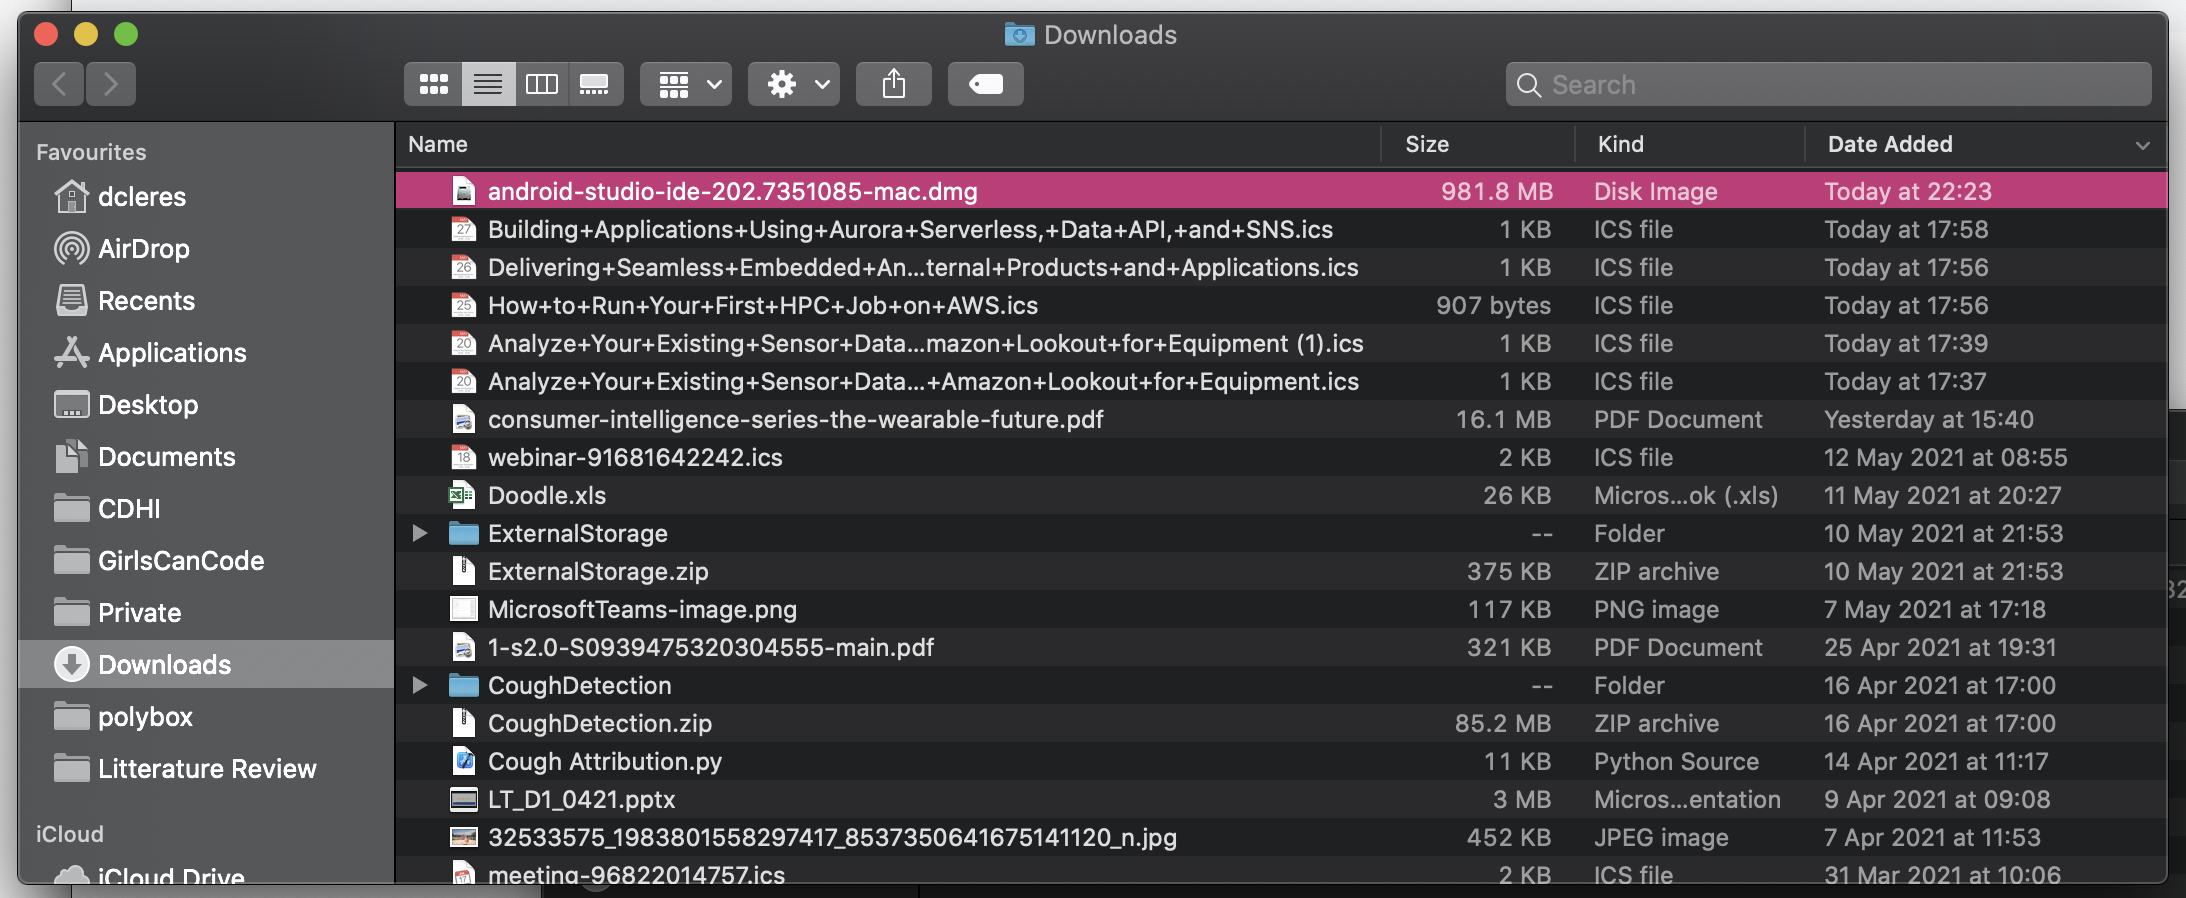 Downloads
Search
Favourites
dcleres
AirDrop
Recents
Applications
Desktop
Documents
CDHI
GirlsCanCode
Private
Downloads
polybox
Litterature Review
iCloud
iCloud Drive
Name Size Kind Date Added
android-studio-ide-202.7351085-mac.dmg 981.8 MB Disk Image Today at 22:23
Building+Applications+Using+Aurora+Serverless,+Data+API,+and+SNS.ics 1 KB ICS file Today at 17:58
Delivering+Seamless+Embedded+An...ternal+Products+and+Applications.ics 1 KB ICS file Today at 17:56
How+to+Run+Your+First+HPC+Job+on+AWS.ics 907 bytes ICS file Today at 17:56
Analyze+Your+Existing+Sensor+Data...mazon+Lookout+for+Equipment (1).ics 1 KB ICS file Today at 17:39
Analyze+Your+Existing+Sensor+Data...+Amazon+Lookout+for+Equipment.ics 1 KB ICS file Today at 17:37
consumer-intelligence-series-the-wearable-future.pdf 16.1 MB PDF Document Yesterday at 15:40
webinar-91681642242.ics 2 KB ICS file 12 May 2021 at 08:55
Doodle.xls 26 KB Micros...ok (.xls) 11 May 2021 at 20:27
ExternalStorage -- Folder 10 May 2021 at 21:53
ExternalStorage.zip 375 KB ZIP archive 10 May 2021 at 21:53
MicrosoftTeams-image.png 117 KB PNG image 7 May 2021 at 17:18
1-s2.0-S0939475320304555-main.pdf 321 KB PDF Document 25 Apr 2021 at 19:31
CoughDetection -- Folder 16 Apr 2021 at 17:00
CoughDetection.zip 85.2 MB ZIP archive 16 Apr 2021 at 17:00
Cough Attribution.py 11 KB Python Source 14 Apr 2021 at 11:17
LT_D1_0421.pptx 3 MB Micros...entation 9 Apr 2021 at 09:08
32533575_1983801558297417_8537350641675141120_n.jpg 452 KB JPEG image 7 Apr 2021 at 11:53
meeting-96822014757.ics 2 KB ICS file 31 Mar 2021 at 10:06